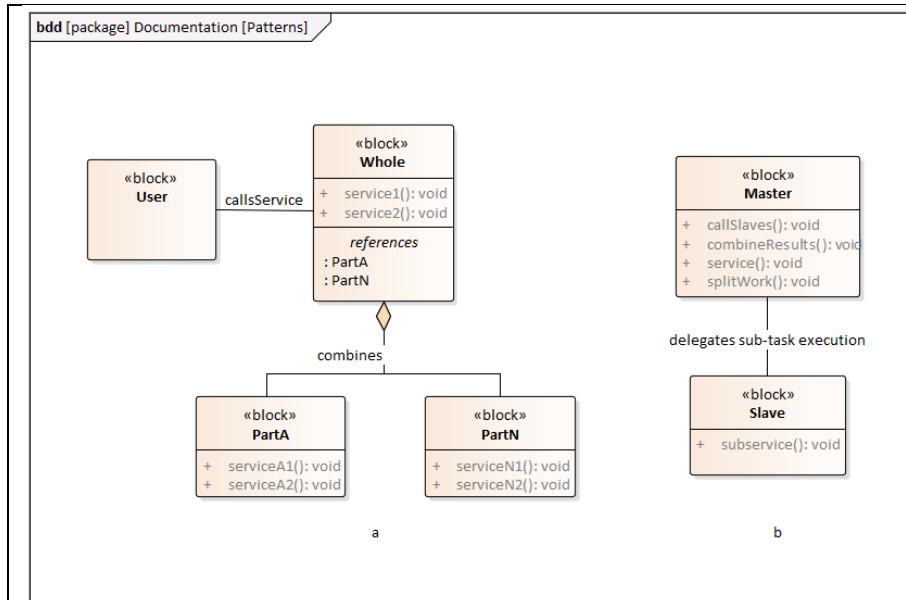 bdd [package] Documentation [Patterns]
«block»
User
callsService
«block»
Whole
+ service1(): void
+ service2(): void
references
: PartA
: PartN
combines
«block»
PartA
+ serviceA1(): void
+ serviceA2(): void
«block»
PartN
+ serviceN1(): void
+ serviceN2(): void
a
«block»
Master
+ callSlaves(): void
+ combineResults(): void
+ service(): void
+ splitWork(): void
delegates sub-task execution
«block»
Slave
+ subservice(): void
b